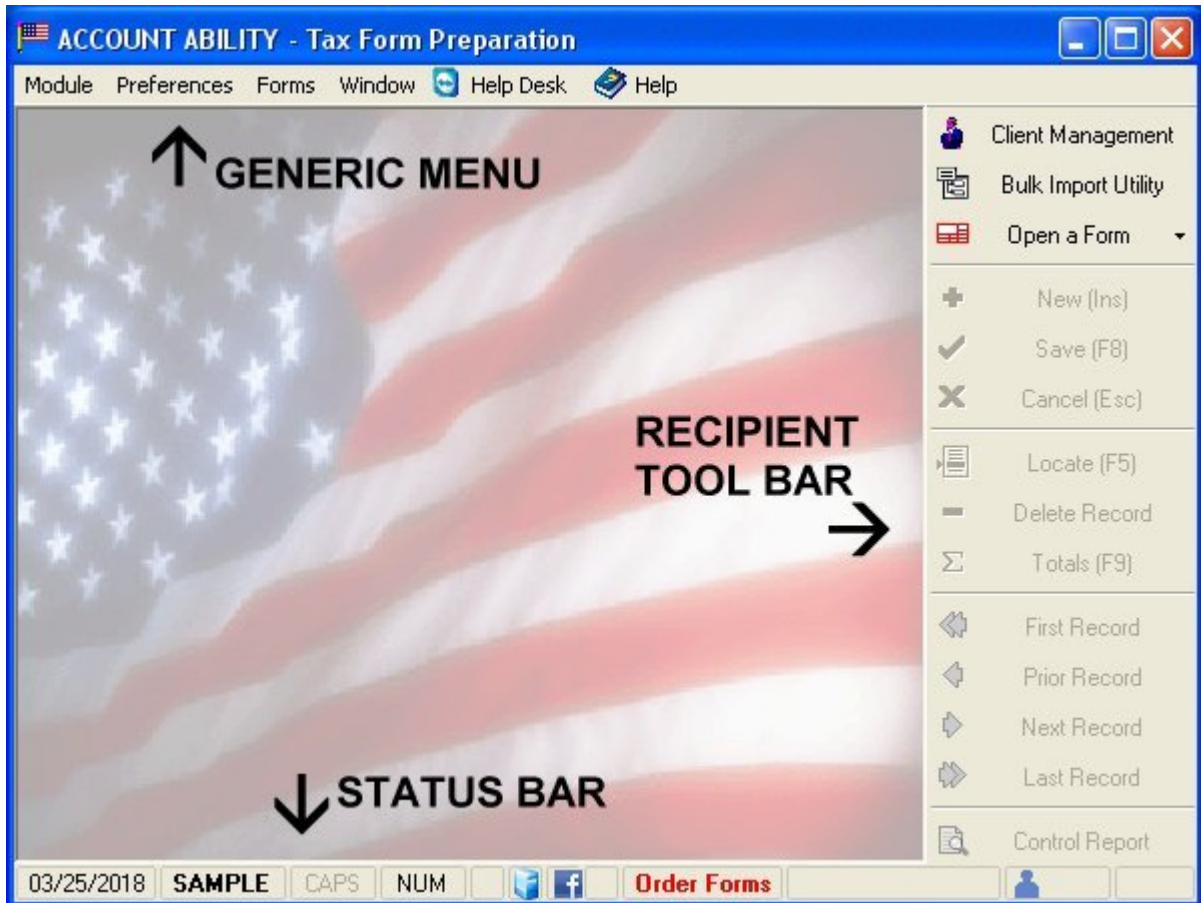 ACCOUNT ABILITY - Tax Form Preparation
Module Preferences Forms Window Help Desk Help
GENERIC MENU
Client Management
Bulk Import Utility
Open a Form
New (Ins)
Save (F8)
Cancel (Esc)
RECIPIENT
TOOL BAR
Locate (F5)
Delete Record
Totals (F9)
First Record
Prior Record
Next Record
Last Record
STATUS BAR
Control Report
03/25/2018 SAMPLE CAPS NUM Order Forms